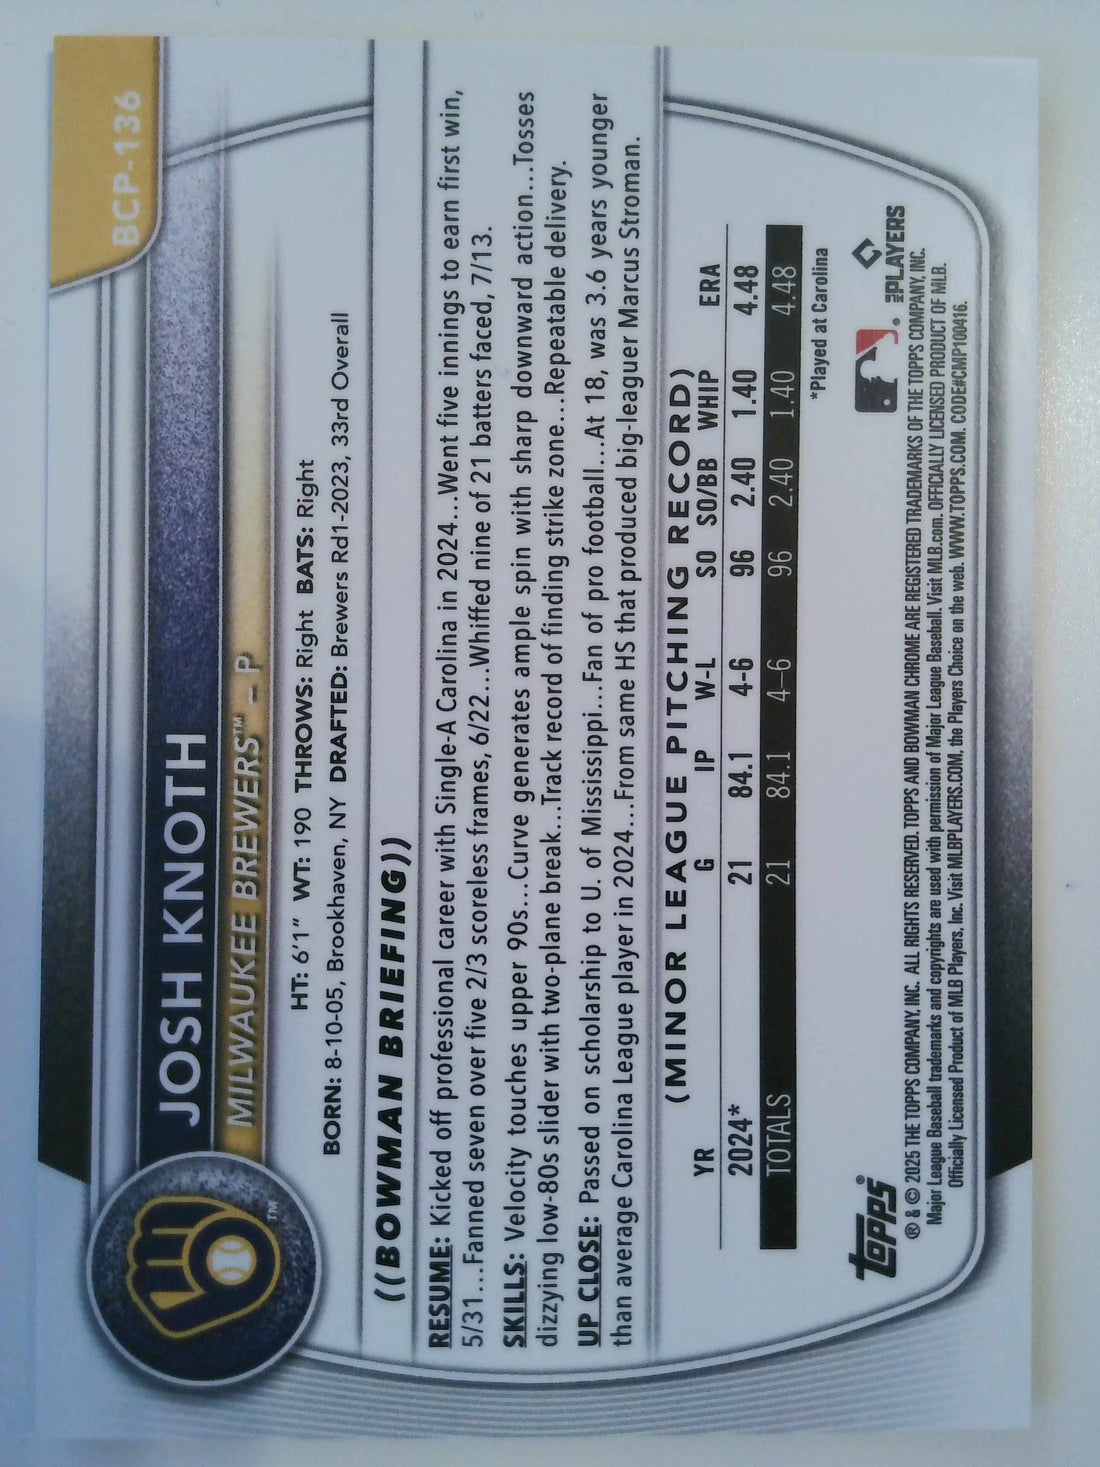 BCP-136
JOSH KNOTH
MILWAUKEE BREWERS™ – P
HT: 6'1" WT: 190 THROWS: Right BATS: Right
BORN: 8-10-05, Brookhaven, NY DRAFTED: Brewers Rd1-2023, 33rd Overall
((BOWMAN BRIEFING))
RESUME: Kicked off professional career with Single-A Carolina in 2024...Went five innings to earn first win,
5/31...Fanned seven over five 2/3 scoreless frames, 6/22...Whiffed nine of 21 batters faced, 7/13.
SKILLS: Velocity touches upper 90s...Curve generates ample spin with sharp downward action...Tosses
dizzying low-80s slider with two-plane break...Track record of finding strike zone...Repeatable delivery.
UP CLOSE: Passed on scholarship to U. of Mississippi...Fan of pro football...At 18, was 3.6 years younger
than average Carolina League player in 2024...From same HS that produced big-leaguer Marcus Stroman.
(MINOR LEAGUE PITCHING RECORD)
YR G IP W-L SO SO/BB WHIP ERA
2024* 21 84.1 4-6 96 2.40 1.40 4.48
TOTALS 21 84.1 4-6 96 2.40 1.40 4.48
*Played at Carolina
topps®
MLB PLAYERS
® & © 2025 THE TOPPS COMPANY, INC. ALL RIGHTS RESERVED. TOPPS AND BOWMAN CHROME ARE REGISTERED TRADEMARKS OF THE TOPPS COMPANY, INC.
Major League Baseball trademarks and copyrights are used with permission of Major League Baseball. Visit MLB.com. OFFICIALLY LICENSED PRODUCT OF MLB.
Officially Licensed Product of MLB Players, Inc. Visit MLBPLAYERS.COM, the Players Choice on the web. WWW.TOPPS.COM. CODE#CMP100416.